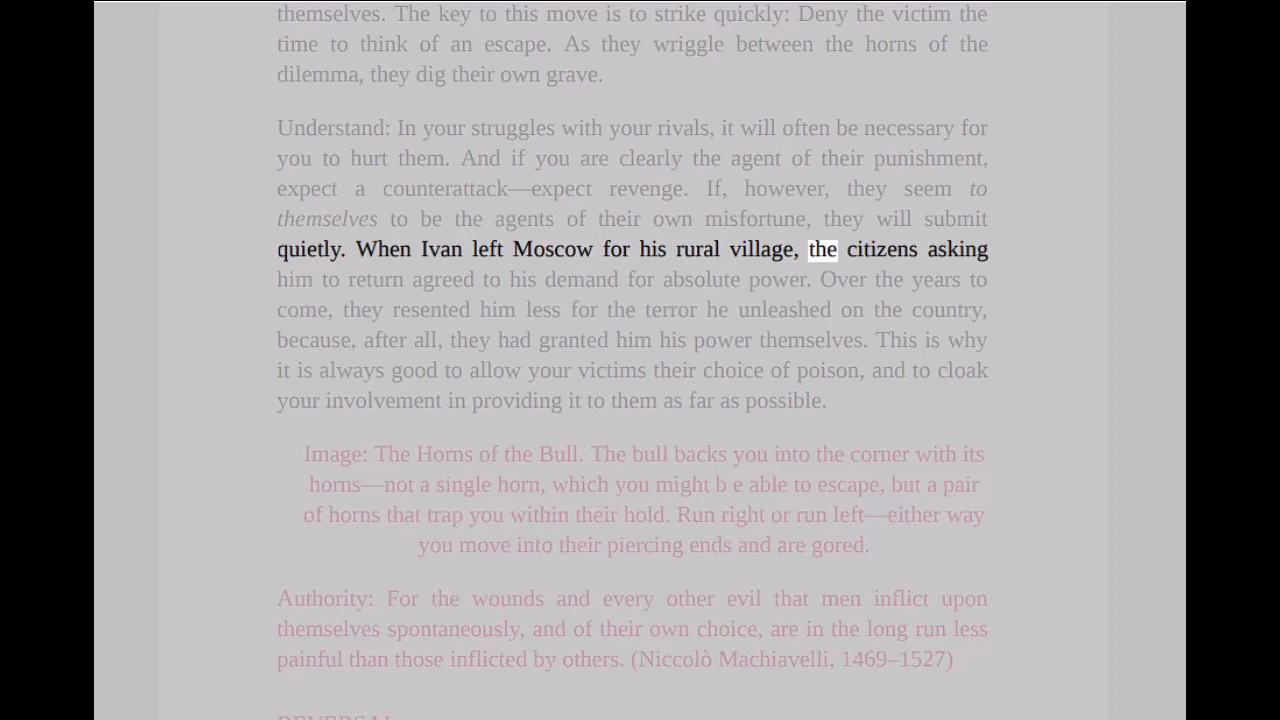 themselves. The key to this move is to strike quickly: Deny the victim the
time to think of an escape. As they wriggle between the horns of the
dilemma, they dig their own grave.
Understand: In your struggles with your rivals, it will often be necessary for
you to hurt them. And if you are clearly the agent of their punishment,
expect a counterattack—expect revenge. If, however, they seem to
themselves to be the agents of their own misfortune, they will submit
quietly. When Ivan left Moscow for his rural village, the citizens asking
him to return agreed to his demand for absolute power. Over the years to
come, they resented him less for the terror he unleashed on the country,
because, after all, they had granted him his power themselves. This is why
it is always good to allow your victims their choice of poison, and to cloak
your involvement in providing it to them as far as possible.
Image: The Horns of the Bull. The bull backs you into the corner with its
horns—not a single horn, which you might b e able to escape, but a pair
of horns that trap you within their hold. Run right or run left—either way
you move into their piercing ends and are gored.
Authority: For the wounds and every other evil that men inflict upon
themselves spontaneously, and of their own choice, are in the long run less
painful than those inflicted by others. (Niccolò Machiavelli, 1469–1527)
REVERSAL